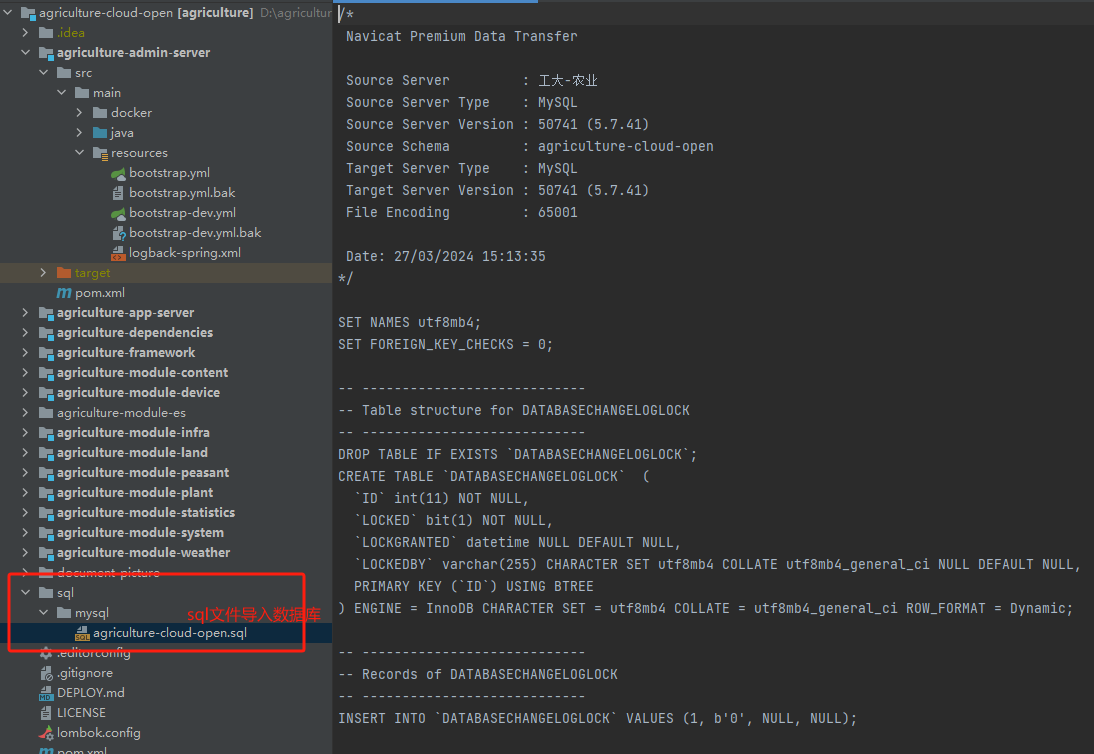 agriculture-cloud-open [agriculture] D:\agricultur
.idea
agriculture-admin-server
src
main
docker
java
resources
bootstrap.yml
bootstrap.yml.bak
bootstrap-dev.yml
bootstrap-dev.yml.bak
logback-spring.xml
target
pom.xml
agriculture-app-server
agriculture-dependencies
agriculture-framework
agriculture-module-content
agriculture-module-device
agriculture-module-es
agriculture-module-infra
agriculture-module-land
agriculture-module-peasant
agriculture-module-plant
agriculture-module-statistics
agriculture-module-system
agriculture-module-weather
document-picture
sql
mysql
sql文件导入数据库
agriculture-cloud-open.sql
.editorconfig
.gitignore
DEPLOY.md
LICENSE
lombok.config
pom.xml
/*
Navicat Premium Data Transfer
Source Server : 工大-农业
Source Server Type : MySQL
Source Server Version : 50741 (5.7.41)
Source Schema : agriculture-cloud-open
Target Server Type : MySQL
Target Server Version : 50741 (5.7.41)
File Encoding : 65001
Date: 27/03/2024 15:13:35
*/
SET NAMES utf8mb4;
SET FOREIGN_KEY_CHECKS = 0;
-- ----------------------------
-- Table structure for DATABASECHANGELOGLOCK
-- ----------------------------
DROP TABLE IF EXISTS `DATABASECHANGELOGLOCK`;
CREATE TABLE `DATABASECHANGELOGLOCK` (
`ID` int(11) NOT NULL,
`LOCKED` bit(1) NOT NULL,
`LOCKGRANTED` datetime NULL DEFAULT NULL,
`LOCKEDBY` varchar(255) CHARACTER SET utf8mb4 COLLATE utf8mb4_general_ci NULL DEFAULT NULL,
PRIMARY KEY (`ID`) USING BTREE
) ENGINE = InnoDB CHARACTER SET = utf8mb4 COLLATE = utf8mb4_general_ci ROW_FORMAT = Dynamic;
-- ----------------------------
-- Records of DATABASECHANGELOGLOCK
-- ----------------------------
INSERT INTO `DATABASECHANGELOGLOCK` VALUES (1, b'0', NULL, NULL);